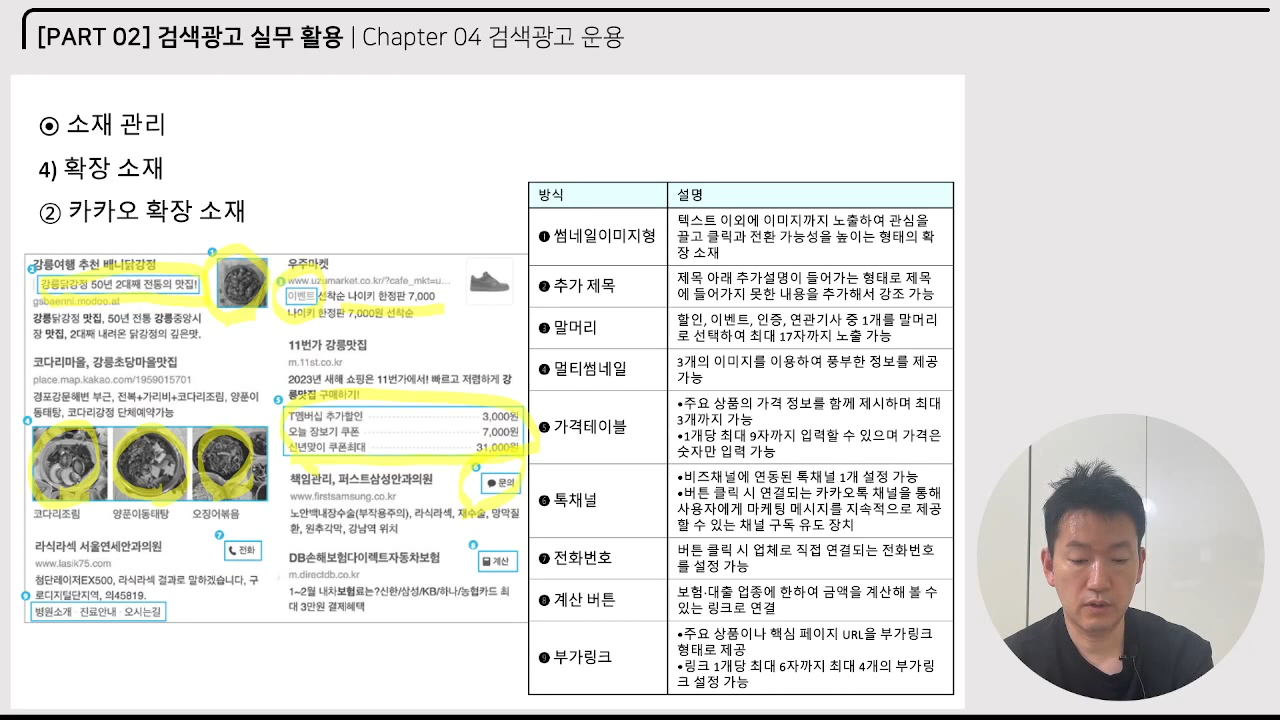 [PART 02] 검색광고 실무 활용 | Chapter 04 검색광고 운용
⦿ 소재 관리
4) 확장 소재
② 카카오 확장 소재
1
강릉여행 추천 배니닭강정
2
강릉닭강정 50년 2대째 전통의 맛집!
gsbaenni.modoo.at
강릉닭강정 맛집, 50년 전통 강릉중앙시
장 맛집, 2대째 내려온 닭강정의 깊은맛.
코다리마을, 강릉초당마을맛집
place.map.kakao.com/1959015701
경포강문해변 부근, 전복+가리비+코다리조림, 양푼이
동태탕, 코다리강정 단체예약가능
4
코다리조림 양푼이동태탕 오징어볶음
7
라식라섹 서울연세안과의원
전화
www.lasik75.com
첨단레이저EX500, 라식라섹 결과로 말하겠습니다, 구
로디지털단지역, 의45819.
9
병원소개 · 진료안내 · 오시는길
우주마켓
www.uzumarket.co.kr/?cafe_mkt=u...
3
이벤트 선착순 나이키 한정판 7,000
나이키 한정판 7,000원 선착순
11번가 강릉맛집
m.11st.co.kr
2023년 새해 쇼핑은 11번가에서! 빠르고 저렴하게 강
릉맛집 구매하기!
5
T멤버십 추가할인 3,000원
오늘 장보기 쿠폰 7,000원
신년맞이 쿠폰최대 31,000원
6
책임관리, 퍼스트삼성안과의원
문의
www.firstsamsung.co.kr
노안백내장수술(부작용주의), 라식라섹, 재수술, 망막질
환, 원추각막, 강남역 위치
8
DB손해보험다이렉트자동차보험
계산
m.directdb.co.kr
1~2월 내차보험료는?신한/삼성/KB/하나/농협카드 최
대 3만원 결제혜택
방식 설명
❶ 썸네일이미지형
텍스트 이외에 이미지까지 노출하여 관심을
끌고 클릭과 전환 가능성을 높이는 형태의 확
장 소재
❷ 추가 제목
제목 아래 추가설명이 들어가는 형태로 제목
에 들어가지 못한 내용을 추가해서 강조 가능
❸ 말머리
할인, 이벤트, 인증, 연관기사 중 1개를 말머리
로 선택하여 최대 17자까지 노출 가능
❹ 멀티썸네일
3개의 이미지를 이용하여 풍부한 정보를 제공
가능
❺ 가격테이블
•주요 상품의 가격 정보를 함께 제시하며 최대
3개까지 가능
•1개당 최대 9자까지 입력할 수 있으며 가격은
숫자만 입력 가능
❻ 톡채널
•비즈채널에 연동된 톡채널 1개 설정 가능
•버튼 클릭 시 연결되는 카카오톡 채널을 통해
사용자에게 마케팅 메시지를 지속적으로 제공
할 수 있는 채널 구독 유도 장치
❼ 전화번호
버튼 클릭 시 업체로 직접 연결되는 전화번호
를 설정 가능
❽ 계산 버튼
보험·대출 업종에 한하여 금액을 계산해 볼 수
있는 링크로 연결
❾ 부가링크
•주요 상품이나 핵심 페이지 URL을 부가링크
형태로 제공
•링크 1개당 최대 6자까지 최대 4개의 부가링
크 설정 가능